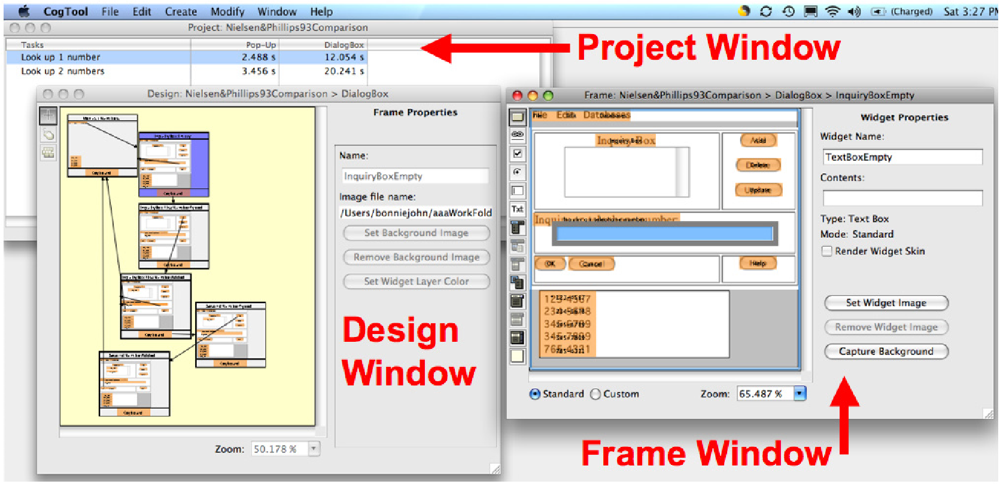 CogTool File Edit Create Modify Window Help (Charged) Sat 3:27 PM
Project: Nielsen&Phillips93Comparison
Tasks Pop-Up DialogBox
Look up 1 number 2.488 s 12.054 s
Look up 2 numbers 3.456 s 20.241 s
Project Window
Design: Nielsen&Phillips93Comparison > DialogBox
Frame Properties
Name:
InquiryBoxEmpty
Image file name:
/Users/bonniejohn/aaaWorkFold
Set Background Image
Remove Background Image
Set Widget Layer Color
Design
Window
Zoom: 50.178 %
Frame: Nielsen&Phillips93Comparison > DialogBox > InquiryBoxEmpty
File Edit Databases
Inquiry Box
Add
Delete
Update
OK Cancel Help
Txt
Widget Properties
Widget Name:
TextBoxEmpty
Contents:
Type: Text Box
Mode: Standard
Render Widget Skin
Set Widget Image
Remove Widget Image
Capture Background
Standard Custom Zoom: 65.487 %
Frame Window